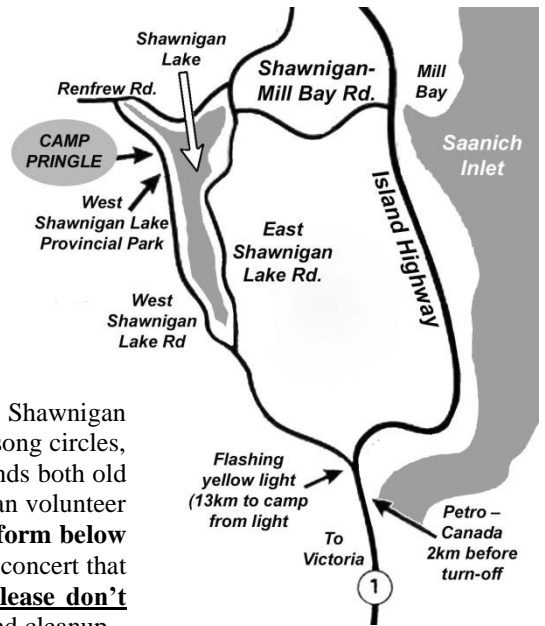 Shawnigan
Lake
Renfrew Rd.
Shawnigan-
Mill Bay Rd.
Mill
Bay
CAMP
PRINGLE
Saanich
Inlet
West
Shawnigan Lake
Provincial Park
Island Highway
East
Shawnigan
Lake Rd.
West
Shawnigan
Lake Rd
Shawnigan
song circles,
nds both old
an volunteer
form below
concert that
lease don't
nd cleanup
Flashing
yellow light
(13km to camp
from light
To
Victoria
1
Petro –
Canada
2km before
turn-off